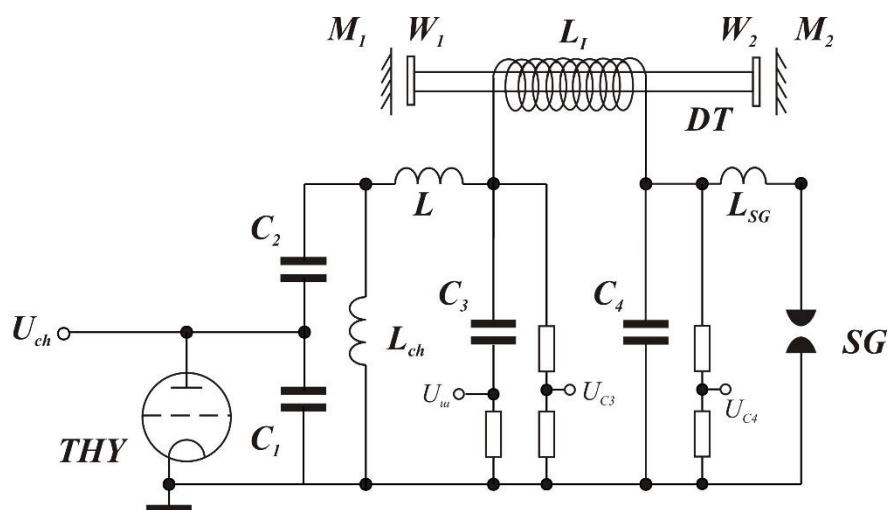 M1 W1 LI W2 M2
DT
L LSG
C2
C3 C4
Uch Lch SG
Uш UC3 UC4
THY C1